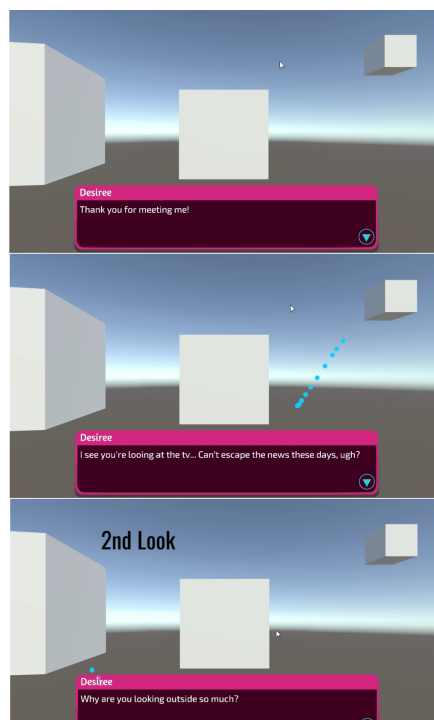 Desiree
Thank you for meeting me!
Desiree
I see you're looing at the tv... Can't escape the news these days, ugh?
2nd Look
Desiree
Why are you looking outside so much?